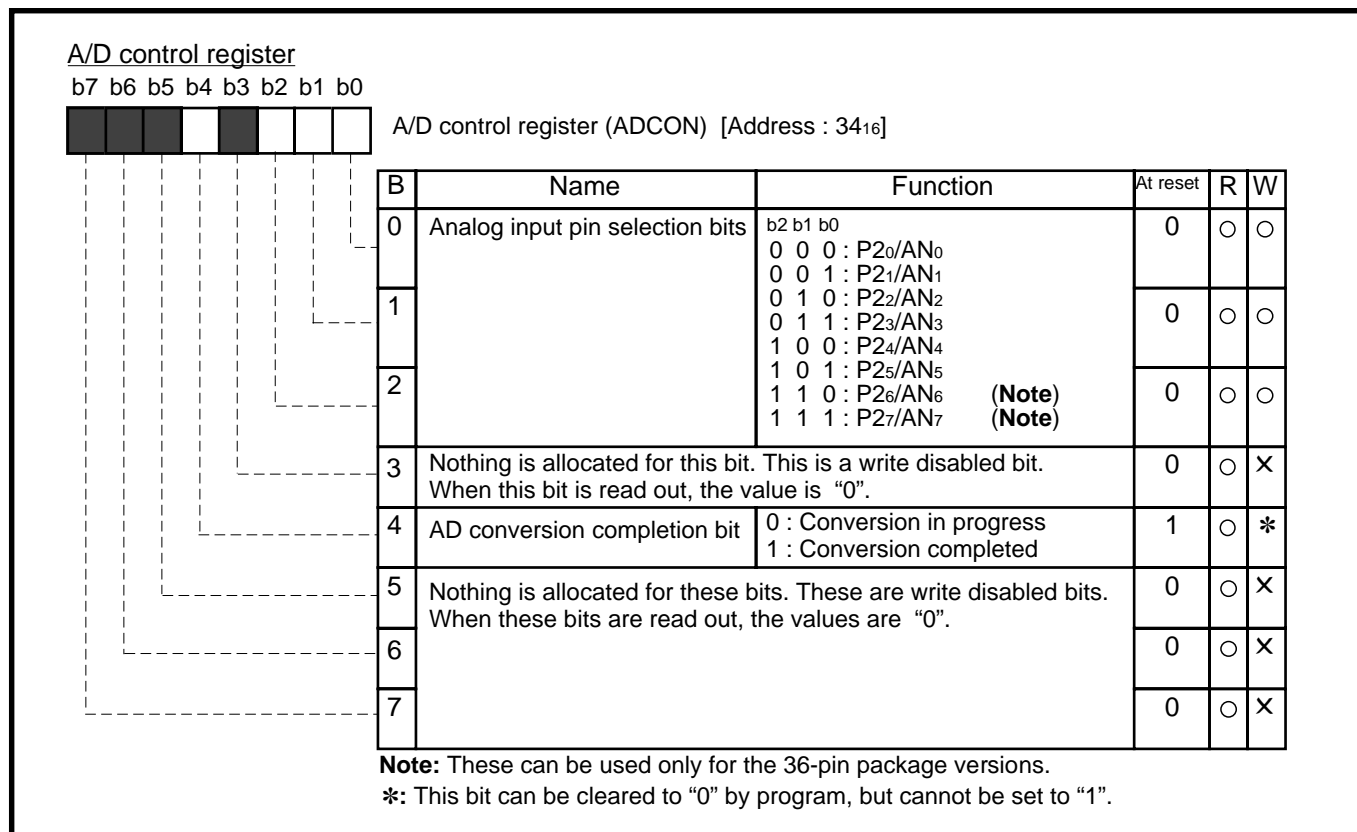 A/D control register
b7 b6 b5 b4 b3 b2 b1 b0
A/D control register (ADCON) [Address : 3416]
B Name Function At reset R W
0 Analog input pin selection bits b2 b1 b0 0 ○ ○
0 0 0 : P20/AN0
0 0 1 : P21/AN1
1 0 1 0 : P22/AN2 0 ○ ○
0 1 1 : P23/AN3
1 0 0 : P24/AN4
1 0 1 : P25/AN5
2 1 1 0 : P26/AN6 (Note) 0 ○ ○
1 1 1 : P27/AN7 (Note)
3 Nothing is allocated for this bit. This is a write disabled bit. 0 ○ ×
When this bit is read out, the value is “0”.
4 AD conversion completion bit 0 : Conversion in progress 1 ○ ✻
1 : Conversion completed
5 Nothing is allocated for these bits. These are write disabled bits. 0 ○ ×
When these bits are read out, the values are “0”.
6 0 ○ ×
7 0 ○ ×
Note: These can be used only for the 36-pin package versions.
✻: This bit can be cleared to “0” by program, but cannot be set to “1”.